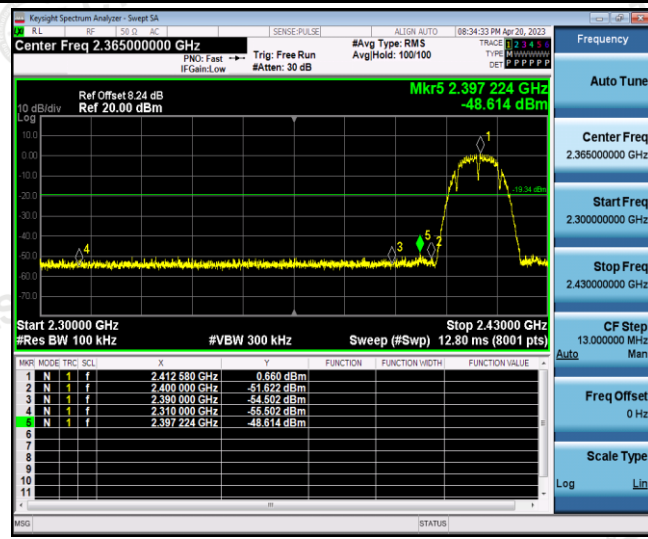 Keysight Spectrum Analyzer - Swept SA
RL RF 50 Ω AC SENSE:PULSE ALIGN AUTO 08:34:33 PM Apr 20, 2023
Center Freq 2.365000000 GHz
PNO: Fast
IFGain:Low
Trig: Free Run
#Atten: 30 dB
#Avg Type: RMS
Avg|Hold: 100/100
TRACE 1 2 3 4 5 6
TYPE M W W W W W
DET P P P P P P
Frequency
Auto Tune
Center Freq
2.365000000 GHz
Start Freq
2.300000000 GHz
Stop Freq
2.430000000 GHz
CF Step
13.000000 MHz
Auto Man
Freq Offset
0 Hz
Scale Type
Log Lin
Ref Offset 8.24 dB
10 dB/div Ref 20.00 dBm
Log
Mkr5 2.397 224 GHz
-48.614 dBm
10.0
0.00
-10.0
-20.0
-30.0
-40.0
-50.0
-60.0
-70.0
-19.34 dBm
1
2
3
4
5
Start 2.30000 GHz Stop 2.43000 GHz
#Res BW 100 kHz #VBW 300 kHz Sweep (#Swp) 12.80 ms (8001 pts)
MKR MODE TRC SCL X Y FUNCTION FUNCTION WIDTH FUNCTION VALUE
1 N 1 f 2.412 580 GHz 0.660 dBm
2 N 1 f 2.400 000 GHz -51.622 dBm
3 N 1 f 2.390 000 GHz -54.502 dBm
4 N 1 f 2.310 000 GHz -55.502 dBm
5 N 1 f 2.397 224 GHz -48.614 dBm
6
7
8
9
10
11
MSG STATUS